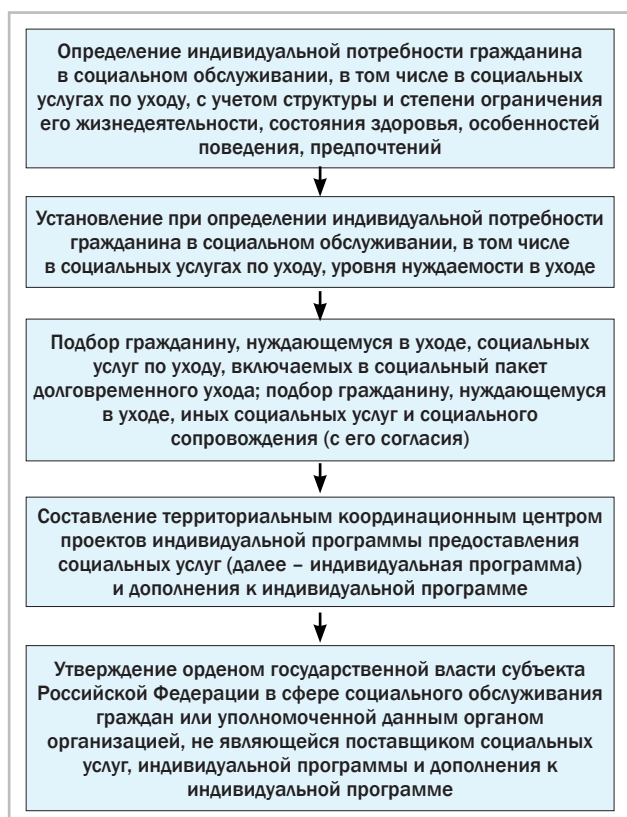 Определение индивидуальной потребности гражданина
в социальном обслуживании, в том числе в социальных
услугах по уходу, с учетом структуры и степени ограничения
его жизнедеятельности, состояния здоровья, особенностей
поведения, предпочтений
Установление при определении индивидуальной потребности
гражданина в социальном обслуживании, в том числе
в социальных услугах по уходу, уровня нуждаемости в уходе
Подбор гражданину, нуждающемуся в уходе, социальных
услуг по уходу, включаемых в социальный пакет
долговременного ухода; подбор гражданину, нуждающемуся
в уходе, иных социальных услуг и социального
сопровождения (с его согласия)
Составление территориальным координационным центром
проектов индивидуальной программы предоставления
социальных услуг (далее – индивидуальная программа)
и дополнения к индивидуальной программе
Утверждение орденом государственной власти субъекта
Российской Федерации в сфере социального обслуживания
граждан или уполномоченной данным органом
организацией, не являющейся поставщиком социальных
услуг, индивидуальной программы и дополнения к
индивидуальной программе